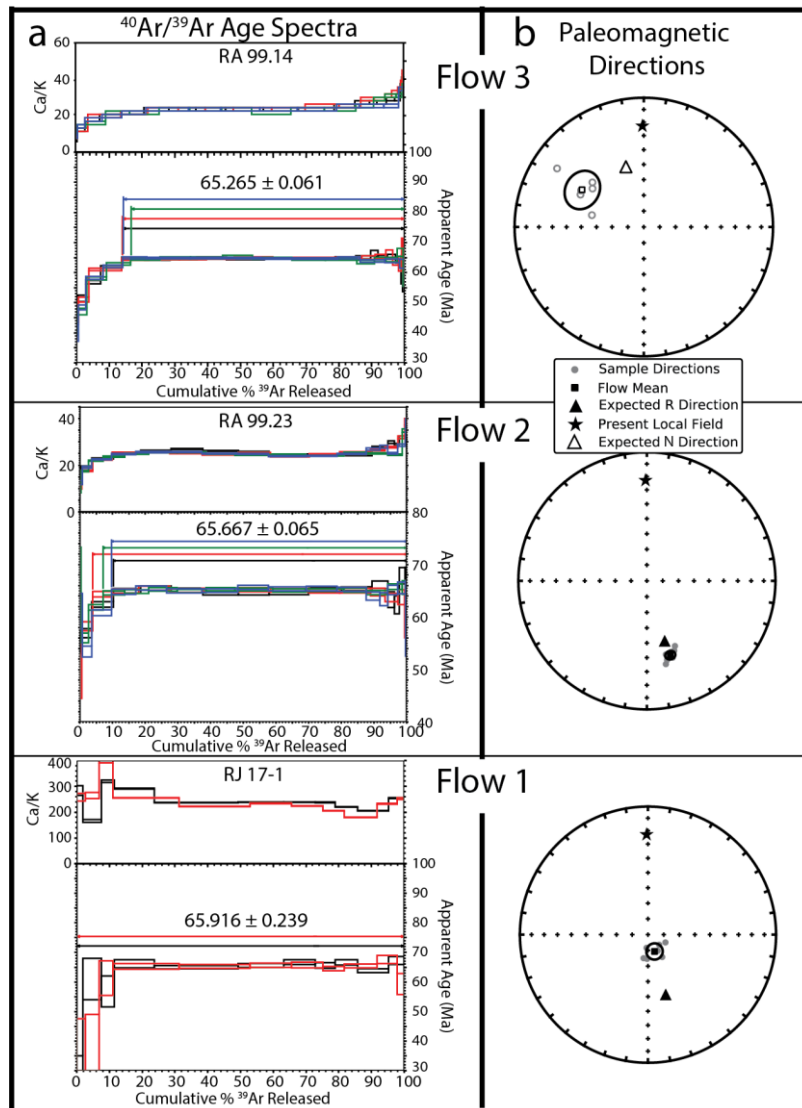 a
⁴⁰Ar/³⁹Ar Age Spectra
b
Paleomagnetic
Directions
Flow 3
RA 99.14
Ca/K
60
40
20
0
65.265 ± 0.061
Apparent Age (Ma)
100
90
80
70
60
50
40
30
0 10 20 30 40 50 60 70 80 90 100
Cumulative % ³⁹Ar Released
Sample Directions
Flow Mean
Expected R Direction
Present Local Field
Expected N Direction
Flow 2
RA 99.23
Ca/K
40
20
0
65.667 ± 0.065
Apparent Age (Ma)
80
70
60
50
40
0 10 20 30 40 50 60 70 80 90 100
Cumulative % ³⁹Ar Released
Flow 1
RJ 17-1
Ca/K
400
300
200
100
0
65.916 ± 0.239
Apparent Age (Ma)
100
90
80
70
60
50
40
30
0 10 20 30 40 50 60 70 80 90 100
Cumulative % ³⁹Ar Released